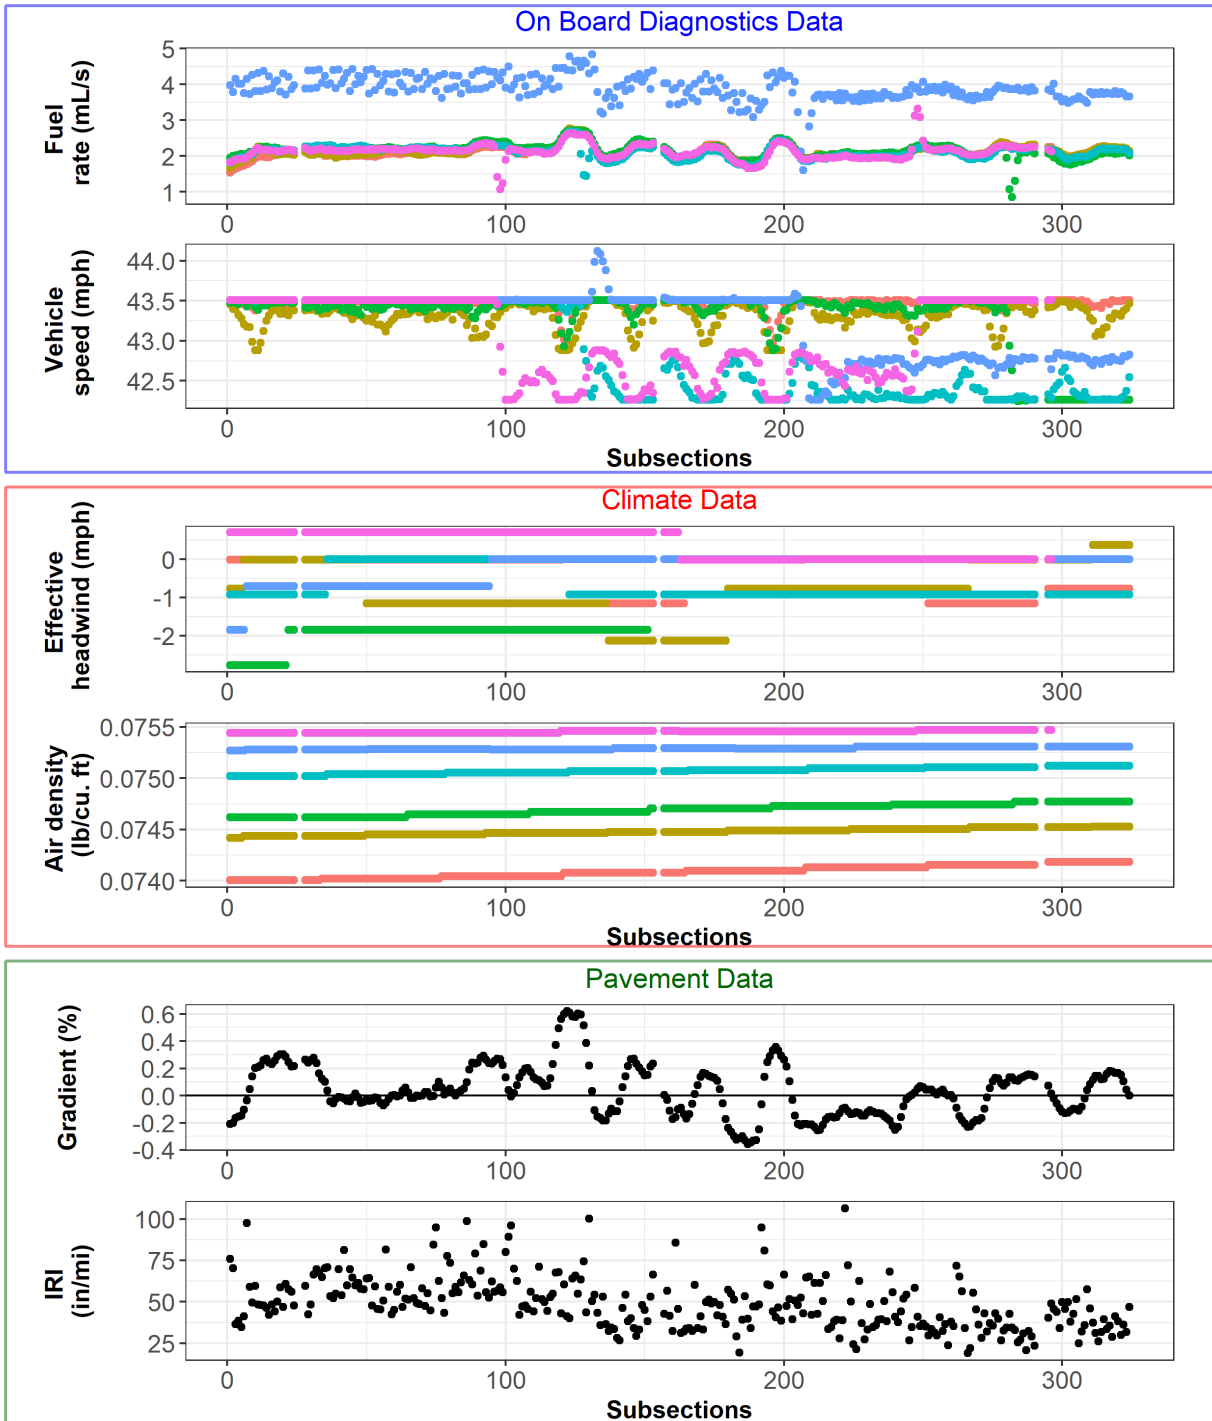 On Board Diagnostics Data
Fuel
rate (mL/s)
5
4
3
2
1
0
100
200
300
Vehicle
speed (mph)
44.0
43.5
43.0
42.5
0
100
200
300
Subsections
Climate Data
Effective
headwind (mph)
0
-1
-2
0
100
200
300
Air density
(lb/cu. ft)
0.0755
0.0750
0.0745
0.0740
0
100
200
300
Subsections
Pavement Data
Gradient (%)
0.6
0.4
0.2
0.0
-0.2
-0.4
0
100
200
300
IRI
(in/mi)
100
75
50
25
0
100
200
300
Subsections